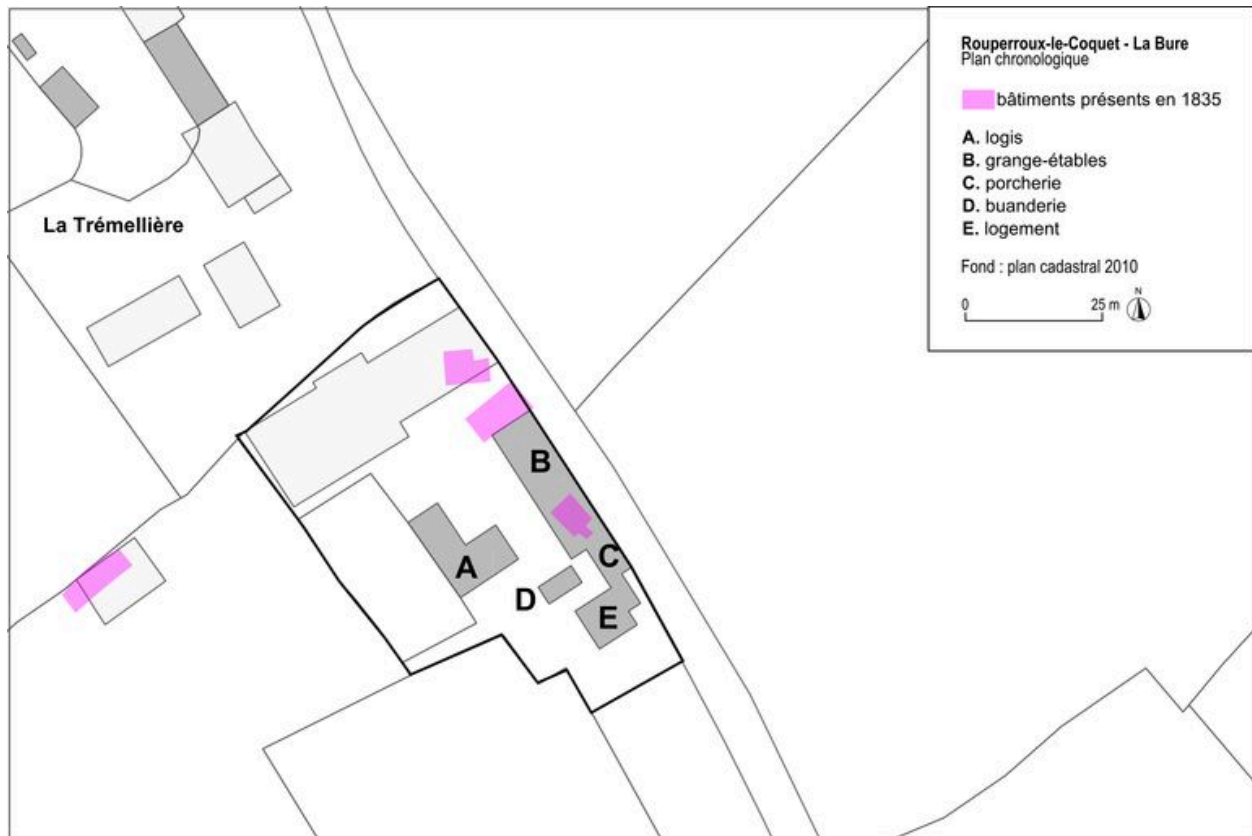 Rouperroux-le-Coquet - La Bure
Plan chronologique
bâtiments présents en 1835
A. logis
B. grange-étables
C. porcherie
D. buanderie
E. logement
Fond : plan cadastral 2010
N
0 25 m
La Trémellière
B
C
A
D
E